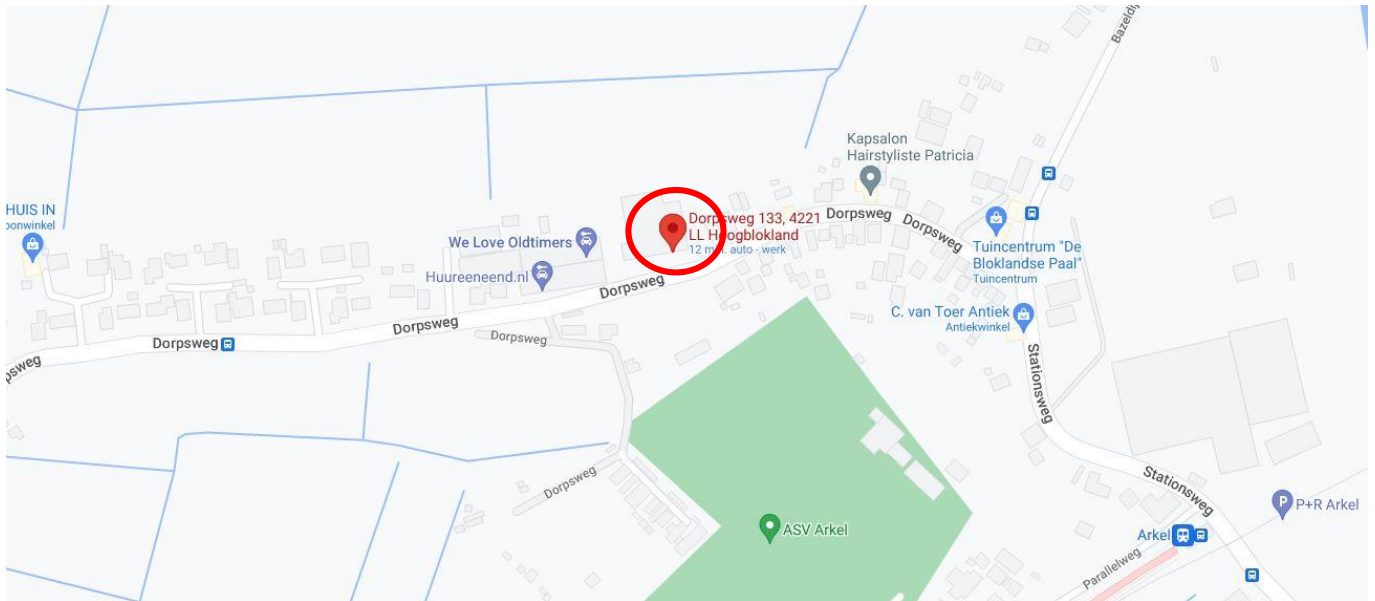 Bazeldij
Kapsalon
Hairstyliste Patricia
HUIS IN
oonwinkel
We Love Oldtimers
Huureeneend.nl
Dorpsweg 133, 4221
LL Hoogblokland
12 min. auto - werk
Dorpsweg
Dorpsweg
Tuincentrum "De
Bloklandse Paal"
Tuincentrum
Dorpsweg
C. van Toer Antiek
Antiekwinkel
Dorpsweg
Dorpsweg
Dorpsweg
psweg
Stationsweg
Dorpsweg
Stationsweg
P
P+R Arkel
ASV Arkel
Arkel
Parallelweg